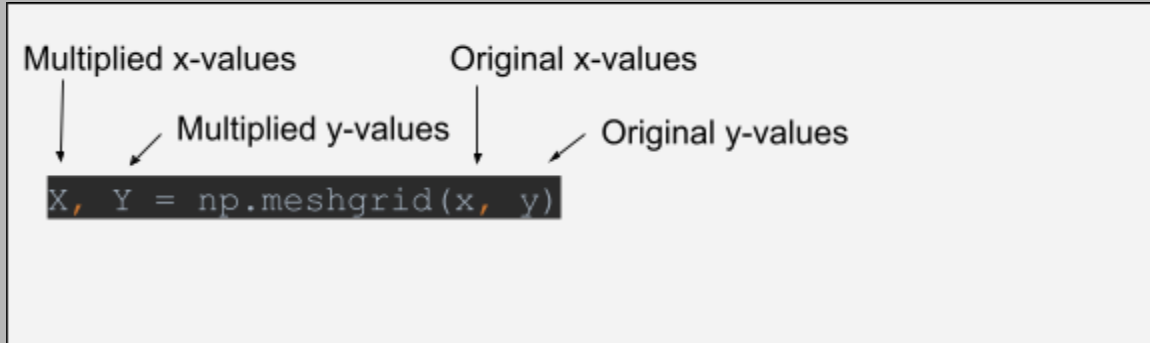 Multiplied x-values
Original x-values
Multiplied y-values
Original y-values
X, Y = np.meshgrid(x, y)